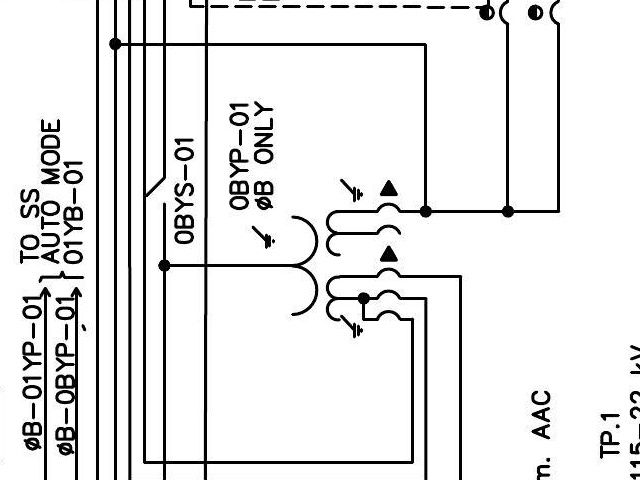 TO SS
AUTO MODE
01YB-01
øB-01YP-01
øB-0BYP-01
0BYS-01
0BYP-01
øB ONLY
m. AAC
TP.1
115-22 kV